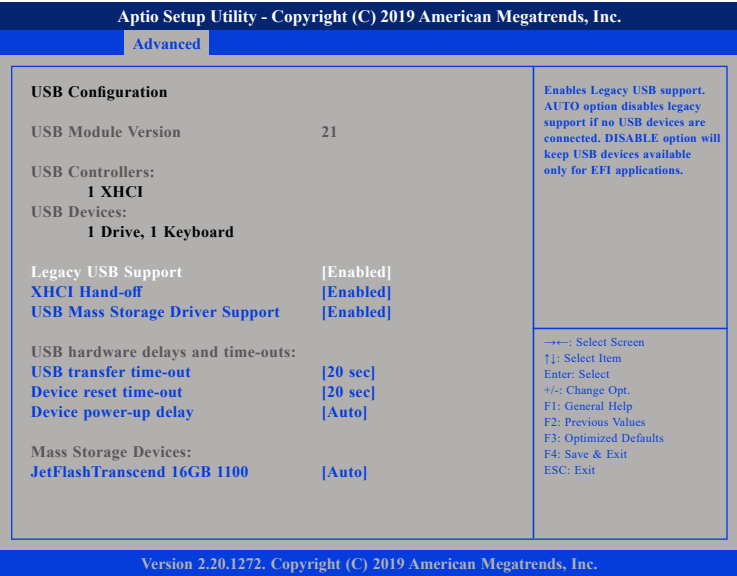 Aptio Setup Utility - Copyright (C) 2019 American Megatrends, Inc.
Advanced
USB Configuration
USB Module Version 21
USB Controllers:
1 XHCI
USB Devices:
1 Drive, 1 Keyboard
Legacy USB Support [Enabled]
XHCI Hand-off [Enabled]
USB Mass Storage Driver Support [Enabled]
USB hardware delays and time-outs:
USB transfer time-out [20 sec]
Device reset time-out [20 sec]
Device power-up delay [Auto]
Mass Storage Devices:
JetFlashTranscend 16GB 1100 [Auto]
Enables Legacy USB support.
AUTO option disables legacy
support if no USB devices are
connected. DISABLE option will
keep USB devices available
only for EFI applications.
→←: Select Screen
↑↓: Select Item
Enter: Select
+/-: Change Opt.
F1: General Help
F2: Previous Values
F3: Optimized Defaults
F4: Save & Exit
ESC: Exit
Version 2.20.1272. Copyright (C) 2019 American Megatrends, Inc.